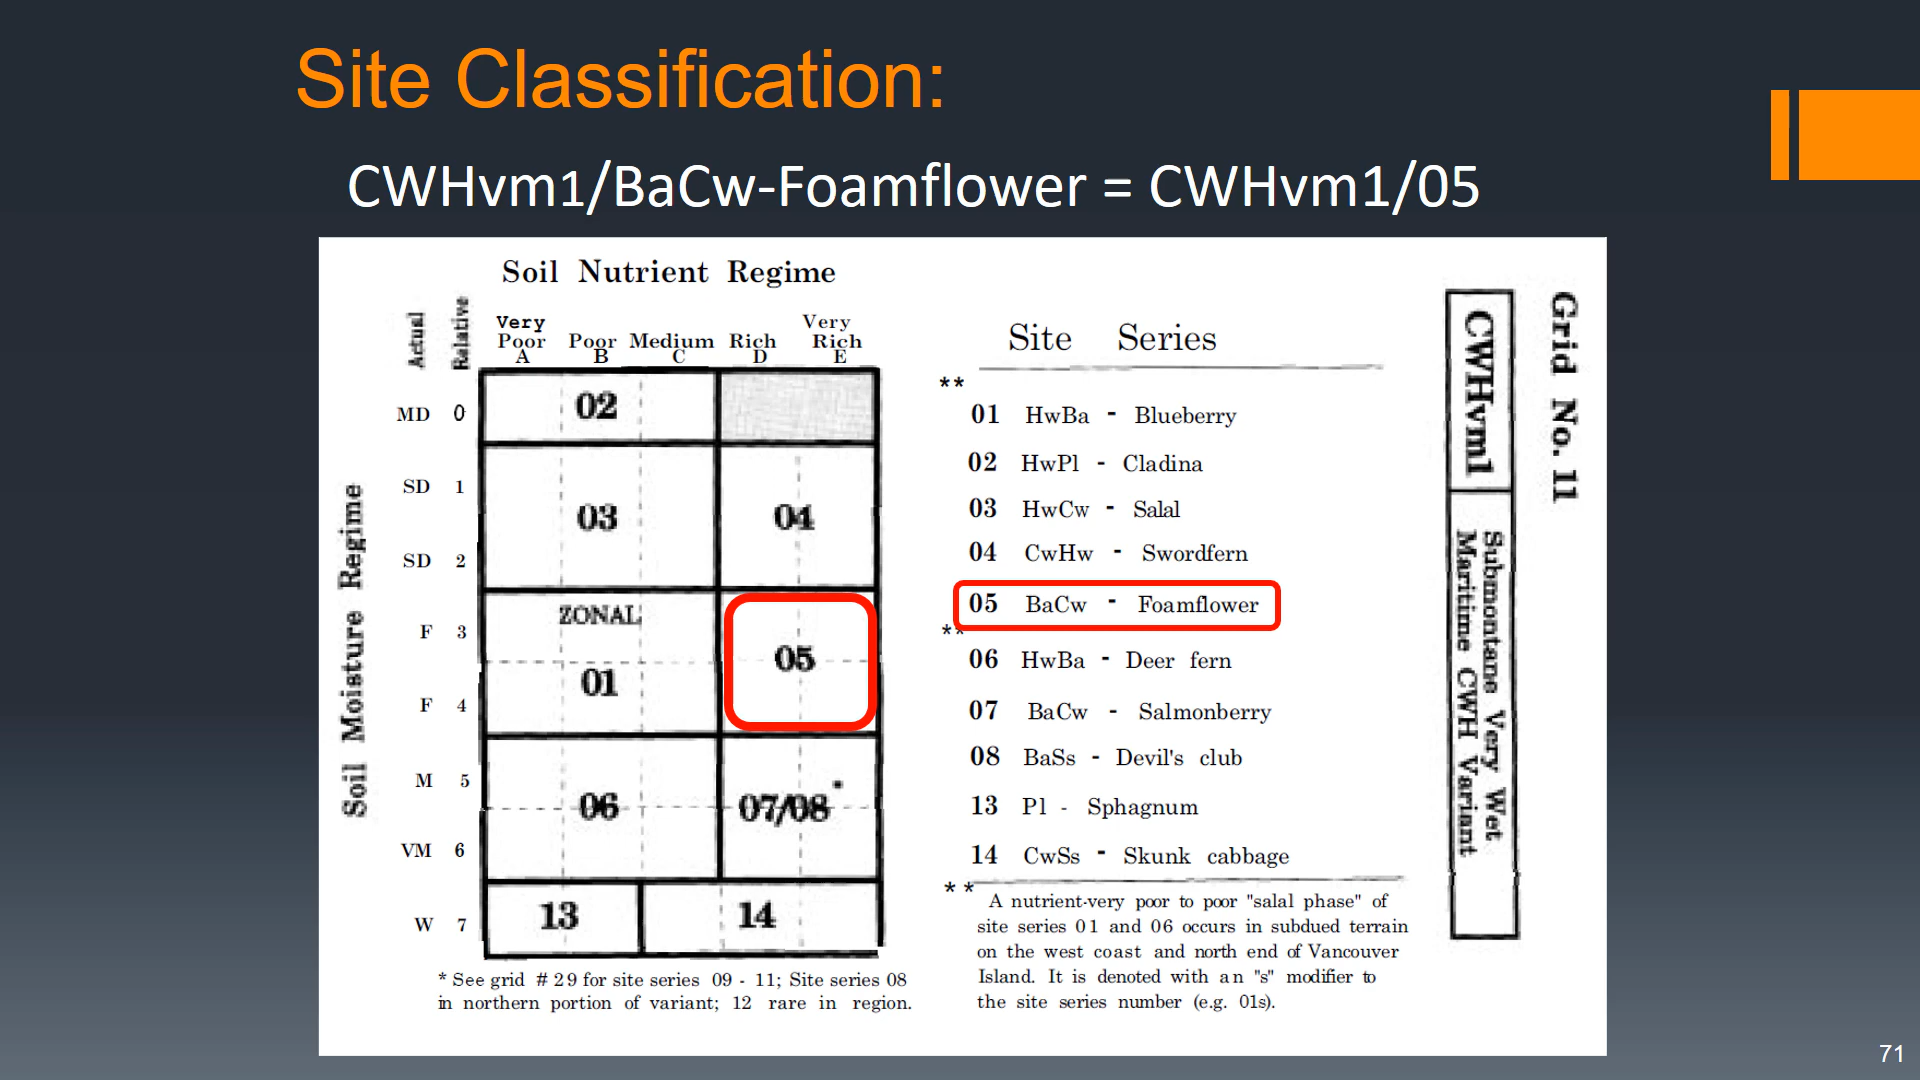 Site Classification:
CWHvm1/BaCw-Foamflower = CWHvm1/05
Soil Nutrient Regime
Actual
Relative
Very Poor A
Poor B
Medium C
Rich D
Very Rich E
Soil Moisture Regime
MD 0
SD 1
SD 2
F 3
F 4
M 5
VM 6
W 7
02
03
04
ZONAL
01
05
06
07/08*
13
14
* See grid # 29 for site series 09 - 11; Site series 08
in northern portion of variant; 12 rare in region.
Site Series
**
01 HwBa - Blueberry
02 HwPl - Cladina
03 HwCw - Salal
04 CwHw - Swordfern
05 BaCw - Foamflower
**
06 HwBa - Deer fern
07 BaCw - Salmonberry
08 BaSs - Devil's club
13 Pl - Sphagnum
14 CwSs - Skunk cabbage
** A nutrient-very poor to poor "salal phase" of
site series 01 and 06 occurs in subdued terrain
on the west coast and north end of Vancouver
Island. It is denoted with an "s" modifier to
the site series number (e.g. 01s).
CWHvm1
Submontane Very Wet
Maritime CWH Variant
Grid No. 11
71